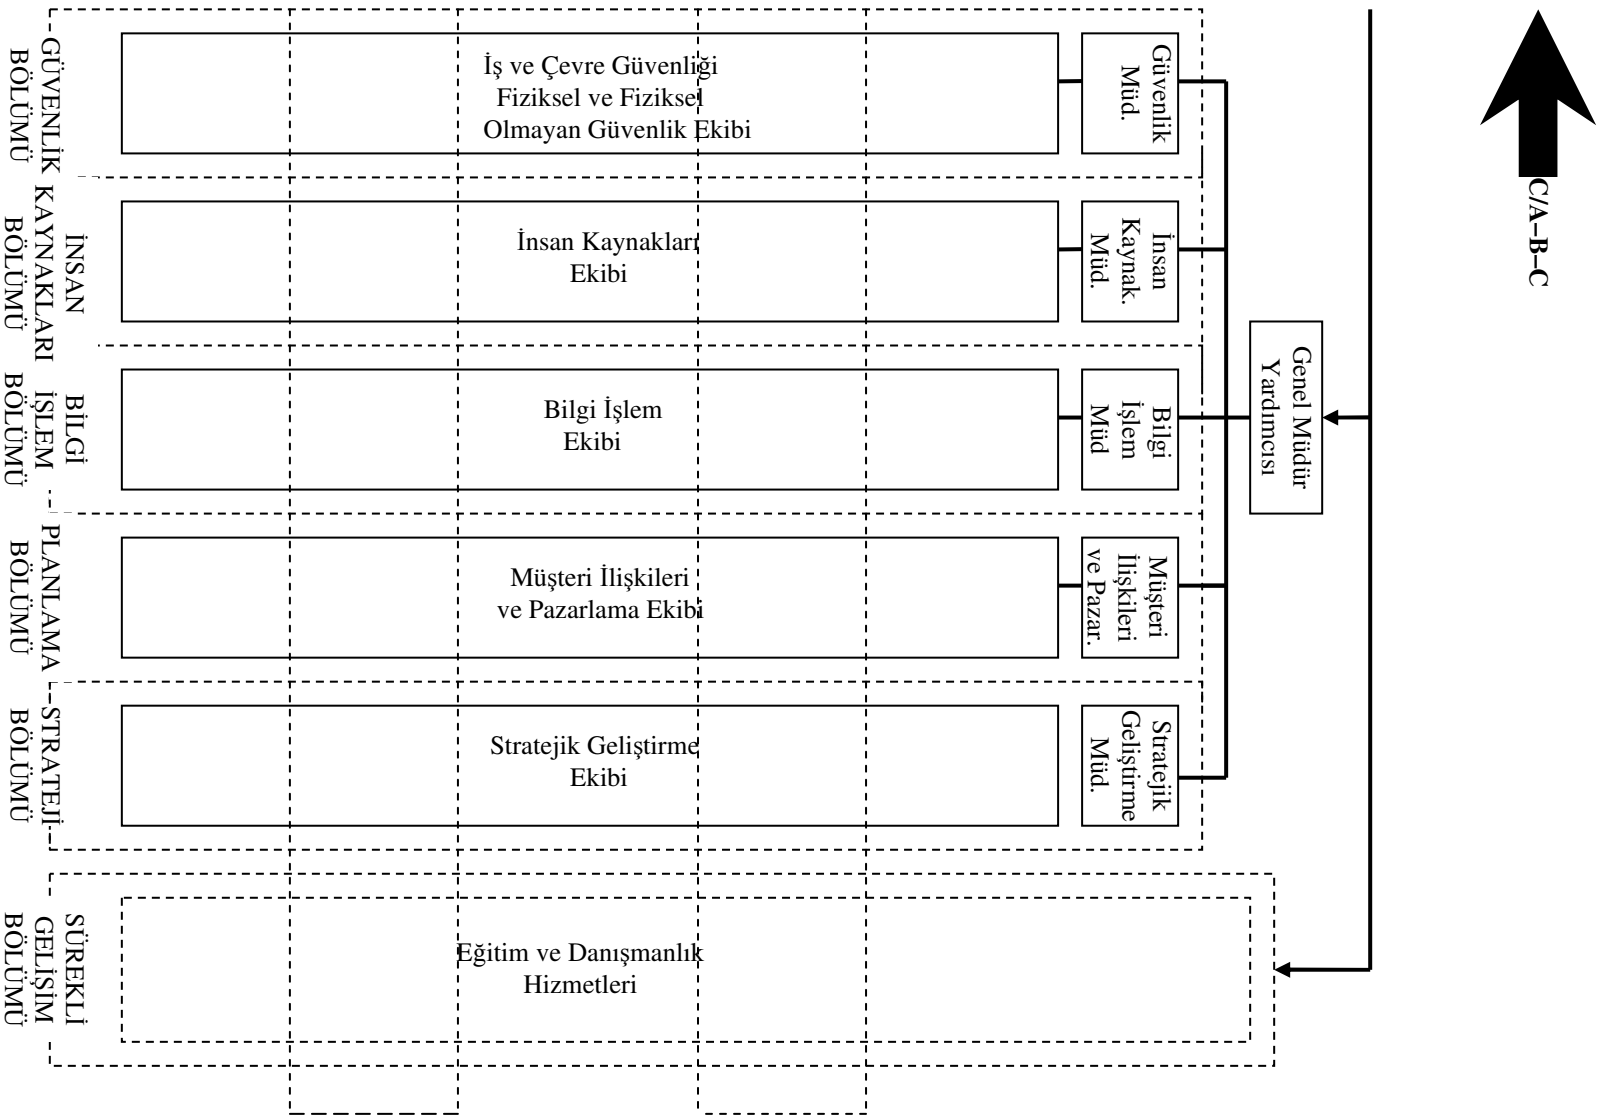 GÜVENLİK
BÖLÜMÜ
İş ve Çevre Güvenliği
Fiziksel ve Fiziksel
Olmayan Güvenlik Ekibi
Güvenlik
Müd.
C/A–B–C
İNSAN
KAYNAKLARI
BÖLÜMÜ
İnsan Kaynakları
Ekibi
İnsan
Kaynak.
Müd.
Genel Müdür
Yardımcısı
BİLGİ
İŞLEM
BÖLÜMÜ
Bilgi İşlem
Ekibi
Bilgi
İşlem
Müd
PLANLAMA
BÖLÜMÜ
Müşteri İlişkileri
ve Pazarlama Ekibi
Müşteri
İlişkileri
ve Pazar.
STRATEJİ
BÖLÜMÜ
Stratejik Geliştirme
Ekibi
Stratejik
Geliştirme
Müd.
SÜREKLİ
GELİŞİM
BÖLÜMÜ
Eğitim ve Danışmanlık
Hizmetleri